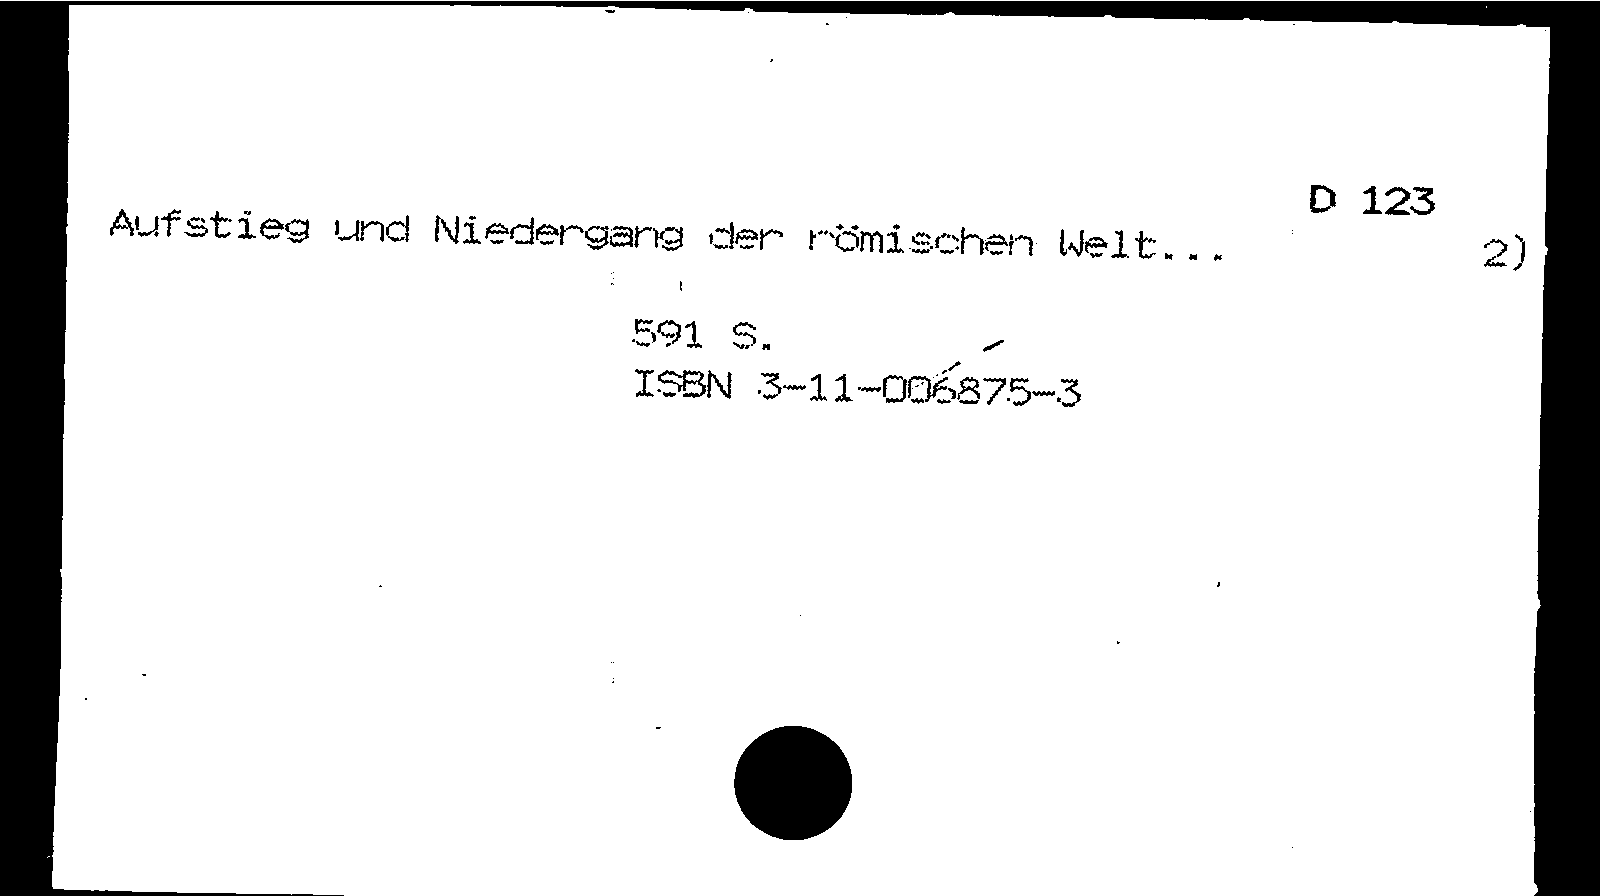 D 123
Aufstieg und Niedergang der römischen Welt...
2)
591 S.
ISBN 3-11-006875-3